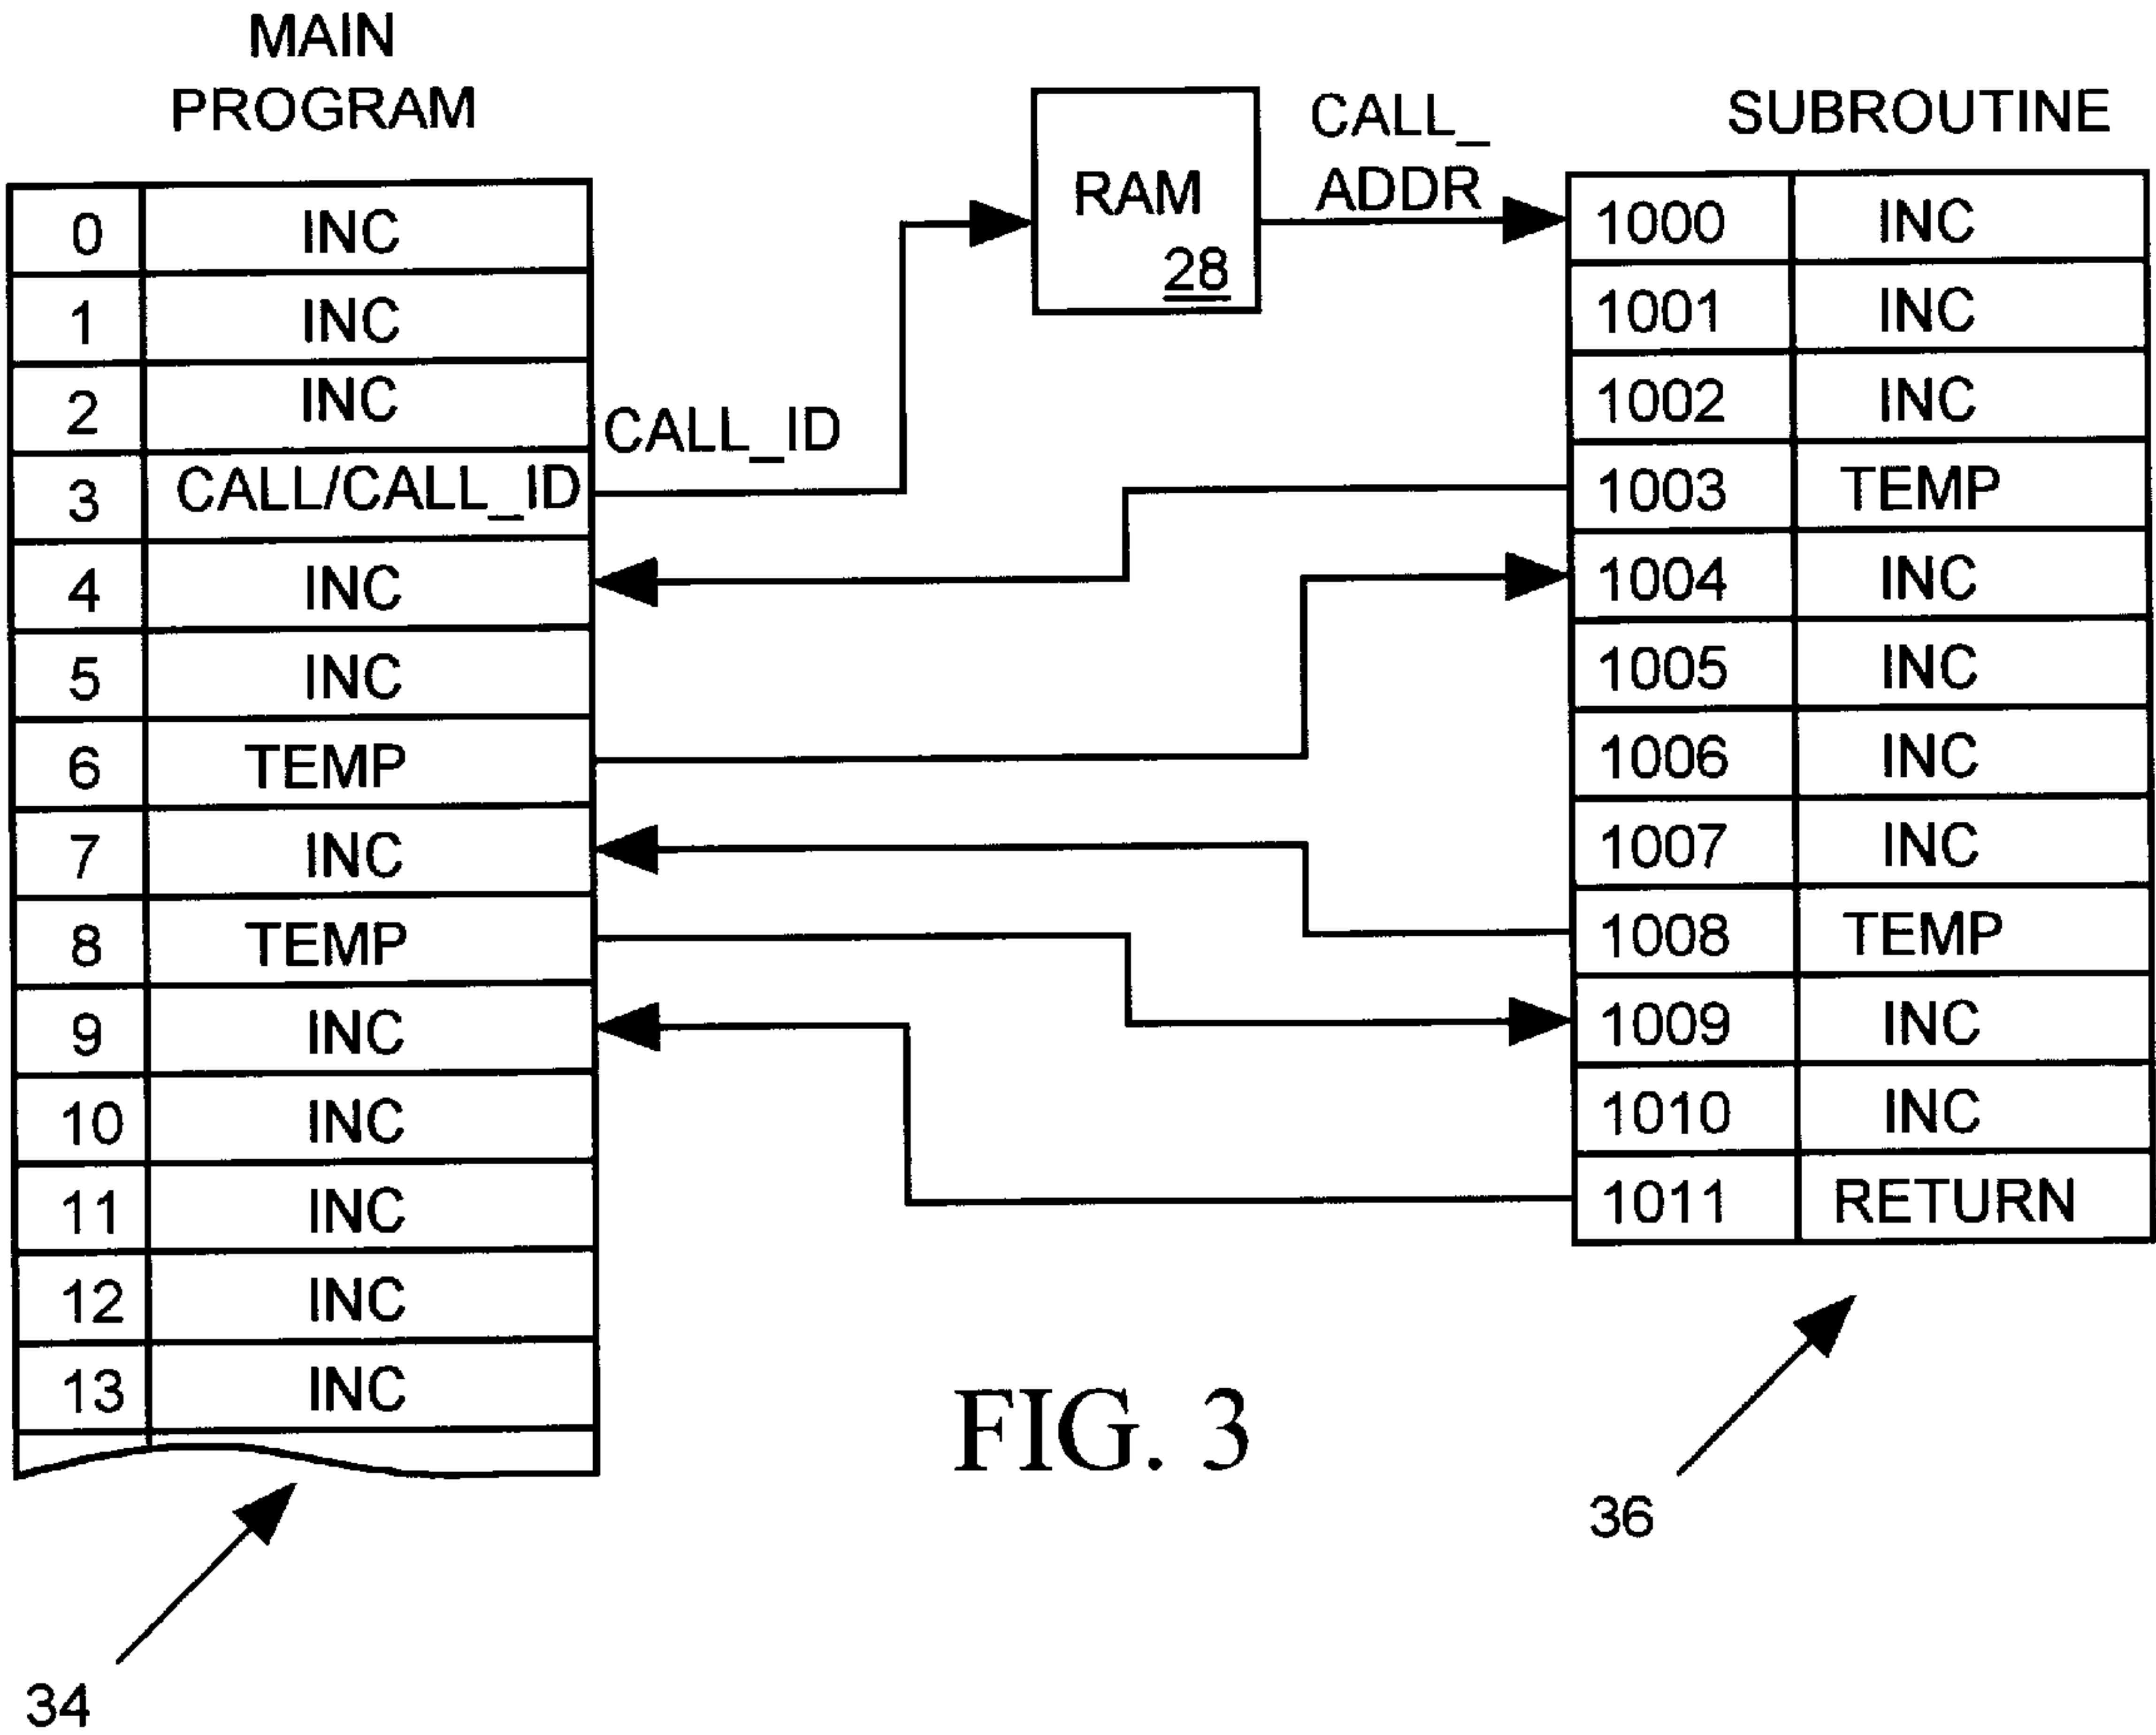 MAIN
PROGRAM
0 INC
1 INC
2 INC
3 CALL/CALL_ID
4 INC
5 INC
6 TEMP
7 INC
8 TEMP
9 INC
10 INC
11 INC
12 INC
13 INC
34
CALL_ID
RAM
28
CALL_
ADDR
SUBROUTINE
1000 INC
1001 INC
1002 INC
1003 TEMP
1004 INC
1005 INC
1006 INC
1007 INC
1008 TEMP
1009 INC
1010 INC
1011 RETURN
36
FIG. 3